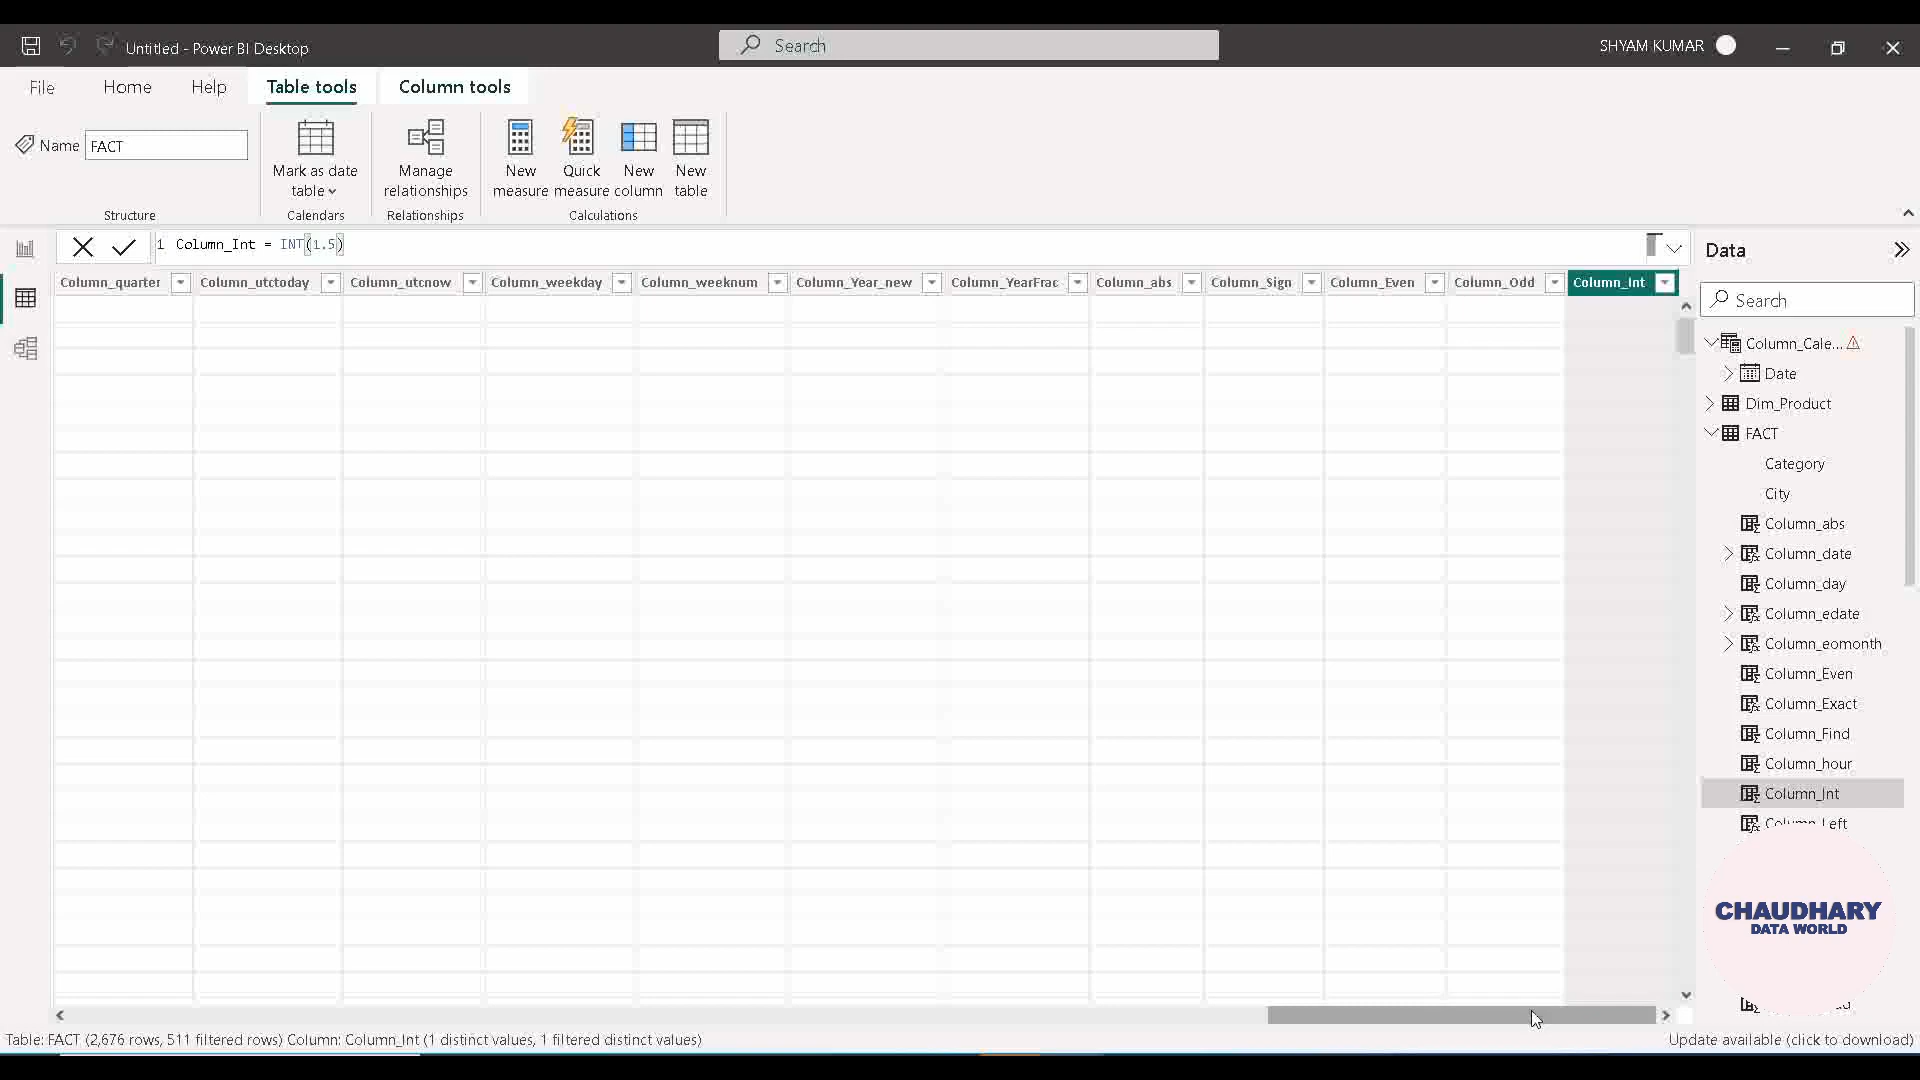 Untitled - Power BI Desktop
Search
SHYAM KUMAR
File
Home
Help
Table tools
Column tools
Name
FACT
Mark as date
table
Manage
relationships
New
measure
Quick
measure
New
column
New
table
Structure
Calendars
Relationships
Calculations
1 Column_Int = INT(1.5)
Column_quarter
Column_utctoday
Column_utcnow
Column_weekday
Column_weeknum
Column_Year_new
Column_YearFrac
Column_abs
Column_Sign
Column_Even
Column_Odd
Column_Int
Data
Search
Column_Cale...
Date
Dim_Product
FACT
Category
City
Column_abs
Column_date
Column_day
Column_edate
Column_eomonth
Column_Even
Column_Exact
Column_Find
Column_hour
Column_Int
Column_Left
CHAUDHARY
DATA WORLD
Table: FACT (2,676 rows, 511 filtered rows) Column: Column_Int (1 distinct values, 1 filtered distinct values)
Update available (click to download)